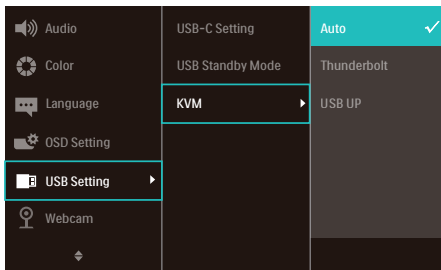 Audio
Color
Language
OSD Setting
USB Setting
Webcam
USB-C Setting
USB Standby Mode
KVM
Auto
Thunderbolt
USB UP